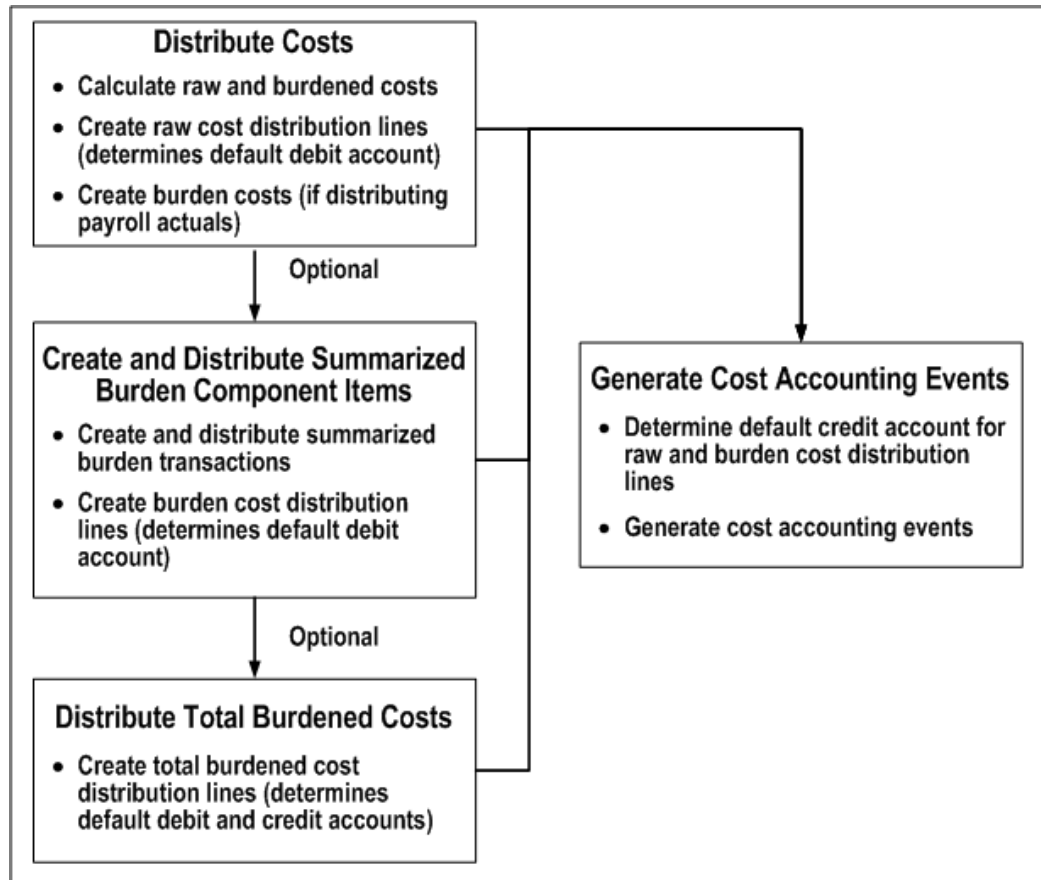 Distribute Costs
• Calculate raw and burdened costs
• Create raw cost distribution lines
(determines default debit account)
• Create burden costs (if distributing
payroll actuals)
Optional
Create and Distribute Summarized
Burden Component Items
• Create and distribute summarized
burden transactions
• Create burden cost distribution
lines (determines default debit
account)
Optional
Distribute Total Burdened Costs
• Create total burdened cost
distribution lines (determines
default debit and credit accounts)
Generate Cost Accounting Events
• Determine default credit account for
raw and burden cost distribution
lines
• Generate cost accounting events